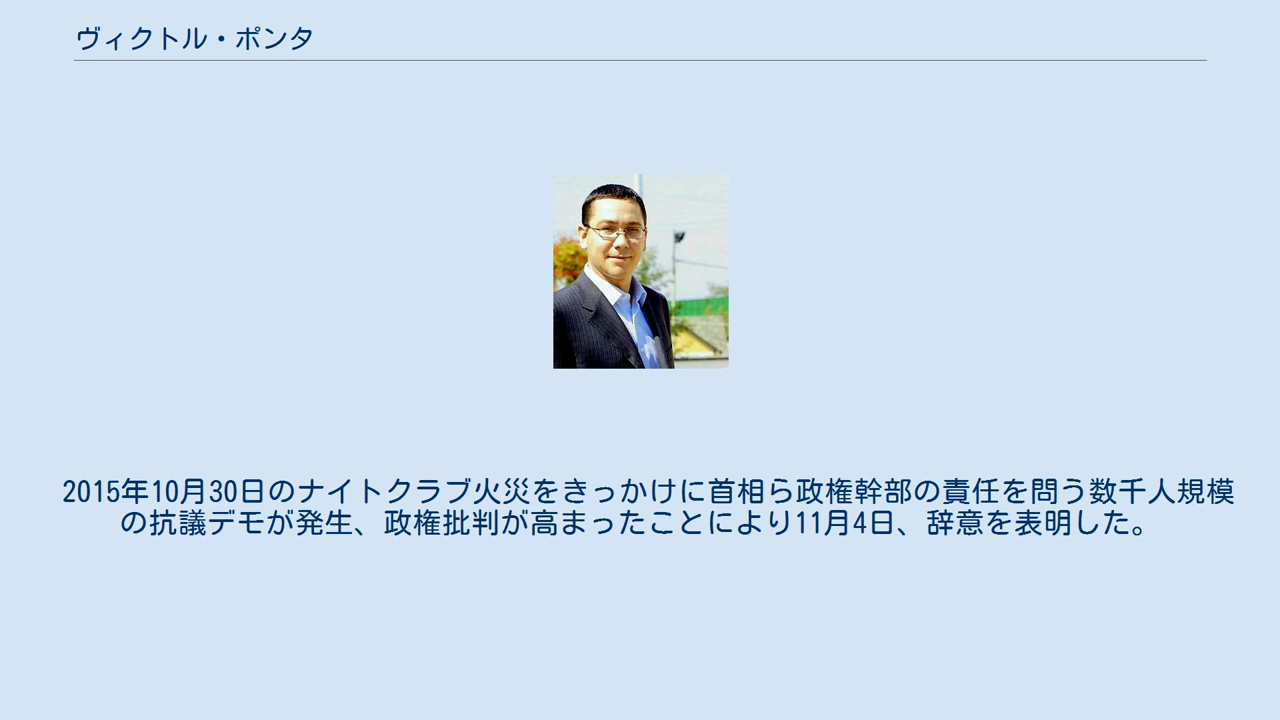 ヴィクトル・ポンタ
2015年10月30日のナイトクラブ火災をきっかけに首相ら政権幹部の責任を問う数千人規模
の抗議デモが発生、政権批判が高まったことにより11月4日、辞意を表明した。